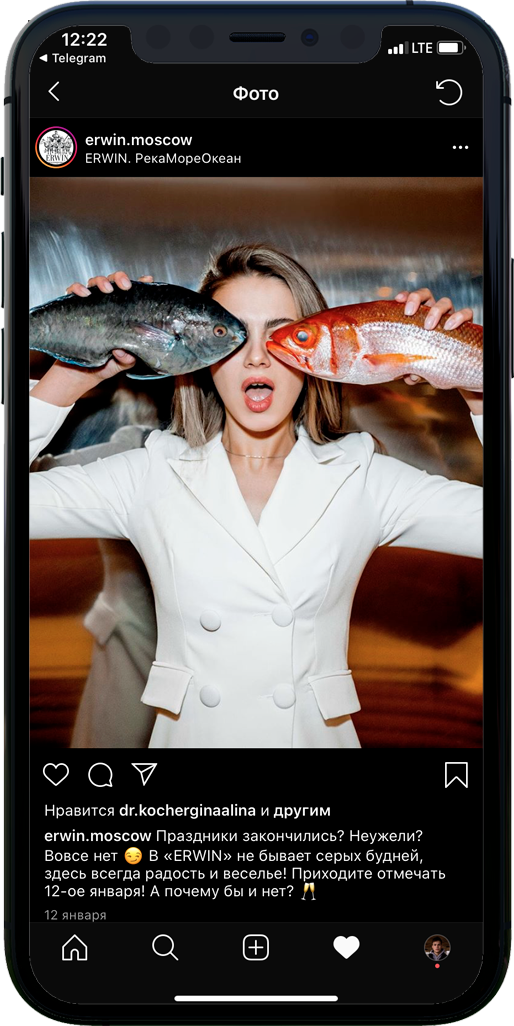 12:22
LTE
◀ Telegram
Фото
erwin.moscow
ERWIN. РекаМореОкеан
ERWIN
Нравится dr.kocherginaalina и другим
erwin.moscow Праздники закончились? Неужели?
Вовсе нет 😏 В «ERWIN» не бывает серых будней,
здесь всегда радость и веселье! Приходите отмечать
12-ое января! А почему бы и нет? 🥂
12 января